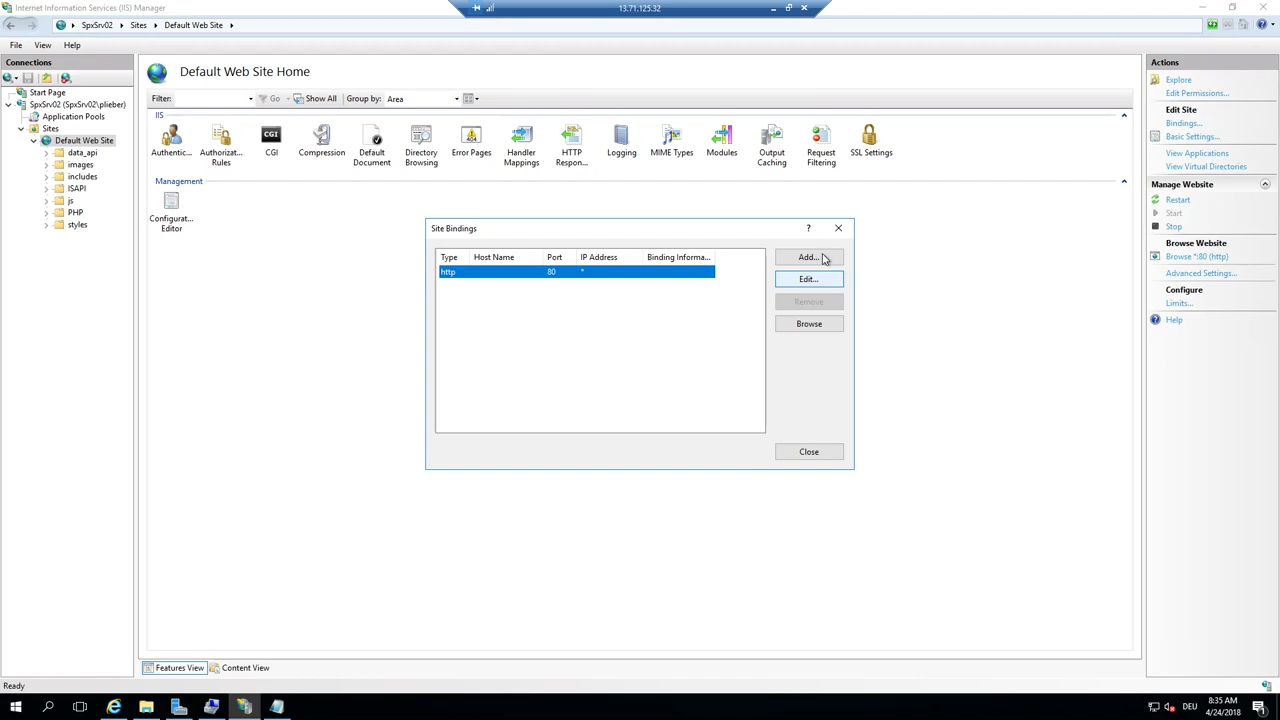 Internet Information Services (IIS) Manager
13.71.125.32
SpxSrv02
Sites
Default Web Site
File
View
Help
Connections
Start Page
SpxSrv02 (SpxSrv02\plieber)
Application Pools
Sites
Default Web Site
data_api
images
includes
ISAPI
js
PHP
styles
Default Web Site Home
Filter:
Go
Show All
Group by:
Area
IIS
Authentic...
Authorizat... Rules
CGI
CGI
Compression
Default Document
Directory Browsing
Error Pages
Handler Mappings
HTTP Respon...
Logging
MIME Types
Modules
Output Caching
Request Filtering
SSL Settings
Management
Configurat... Editor
Site Bindings
?
Type
Host Name
Port
IP Address
Binding Informa...
http
80
*
Add...
Edit...
Remove
Browse
Close
Features View
Content View
Actions
Explore
Edit Permissions...
Edit Site
Bindings...
Basic Settings...
View Applications
View Virtual Directories
Manage Website
Restart
Start
Stop
Browse Website
Browse *:80 (http)
Advanced Settings...
Configure
Limits...
Help
Ready
DEU
8:35 AM
4/24/2018